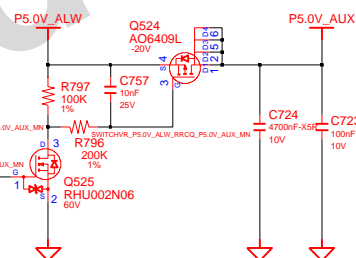 P5.0V_ALW
Q524
AO6409L
-20V
P5.0V_AUX
D4 6
D3 5
D2 2
D1 1
S 4
G 3
R797
100K
1%
C757
10nF
25V
C724
4700nF-X5R
10V
C723
100nF
10V
5.0V_AUX_MN
R796
200K
1%
SWITCHVR_P5.0V_ALW_RRCQ_P5.0V_AUX_MN
AUX_MN
D 3
G 1
S 2
Q525
RHU002N06
60V